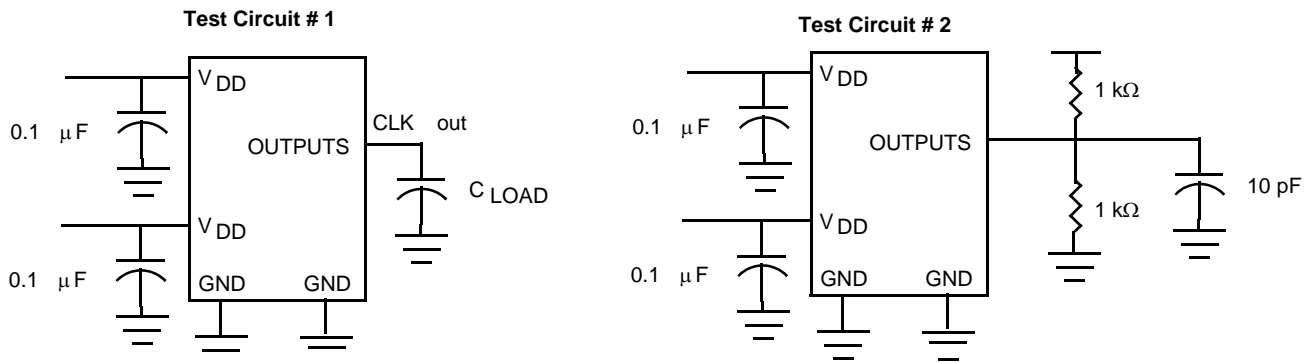 Test Circuit # 1
V DD
0.1 µF
CLK out
OUTPUTS
C LOAD
V DD
0.1 µF
GND GND
Test Circuit # 2
V DD
1 kΩ
0.1 µF
OUTPUTS
10 pF
1 kΩ
V DD
0.1 µF
GND GND